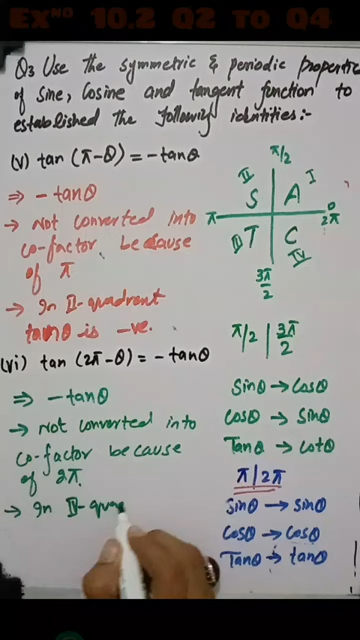 Ex No 10.2 Q2 TO Q4
Q3 Use the symmetric & periodic properties
of sine, cosine and tangent function to
established the following identities:-
(v) tan (π-θ) = -tanθ
⇒ -tanθ
→ Not converted into
co-factor because
of π
→ In II-quadrent
tanθ is -ve.
π/2
II
I
S
A
π
0
2π
III
T
C
IV
3π/2
(vi) tan (2π-θ) = -tanθ
⇒ -tanθ
→ Not converted into
co-factor because
of 2π.
→ In II-qua
π/2 | 3π/2
Sinθ → Cosθ
Cosθ → Sinθ
Tanθ → Cotθ
π | 2π
Sinθ → sinθ
Cosθ → Cosθ
Tanθ → tanθ